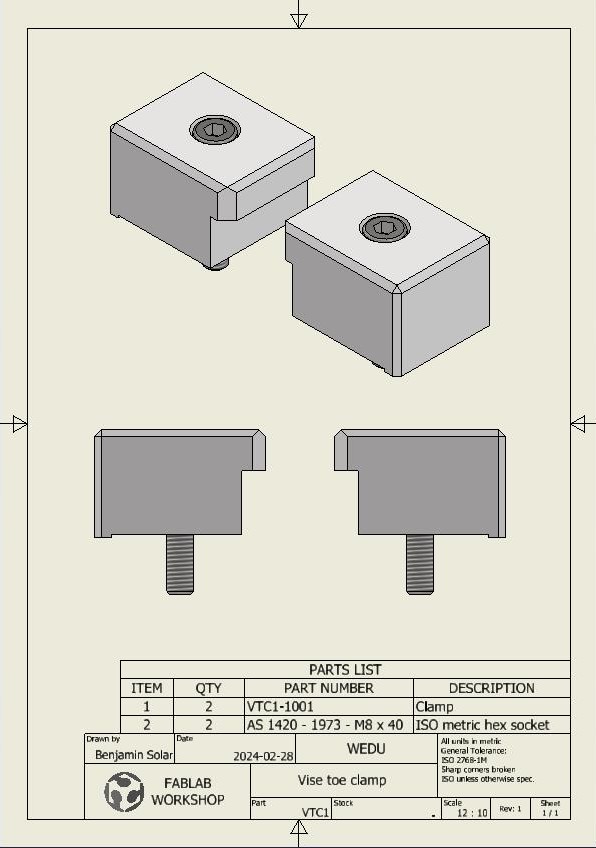 PARTS LIST
ITEM QTY PART NUMBER DESCRIPTION
1 2 VTC1-1001 Clamp
2 2 AS 1420 - 1973 - M8 x 40 ISO metric hex socket
Drawn by
Benjamin Solar
Date
2024-02-28
WEDU
All units in metric
General Tolerance:
ISO 2768-1M
Sharp corners broken
ISO unless otherwise spec.
FABLAB
WORKSHOP
Vise toe clamp
Part
VTC1
Stock
.
Scale
12 : 10
Rev: 1
Sheet
1 / 1